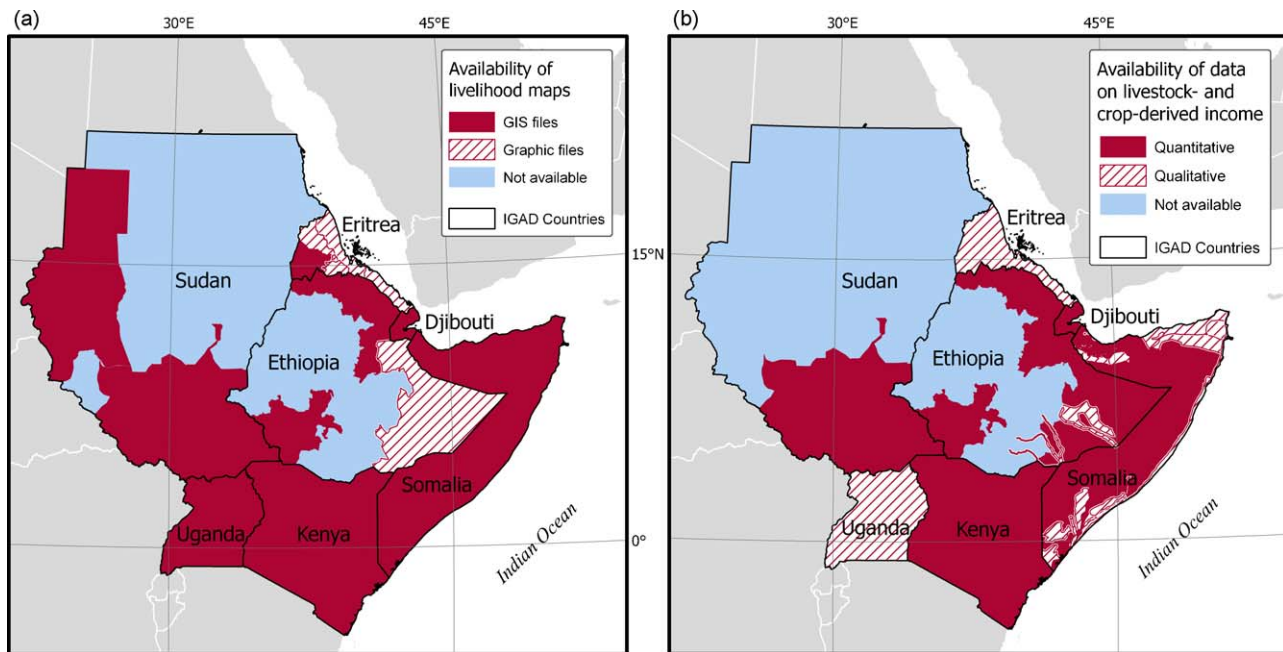 (a)
30°E
45°E
Availability of
livelihood maps
GIS files
Graphic files
Not available
IGAD Countries
Eritrea
Sudan
Djibouti
Ethiopia
Somalia
Uganda
Kenya
Indian Ocean
(b)
30°E
45°E
Availability of data
on livestock- and
crop-derived income
Quantitative
Qualitative
Not available
IGAD Countries
15°N
Eritrea
Sudan
Djibouti
Ethiopia
Somalia
Uganda
Kenya
0°
Indian Ocean